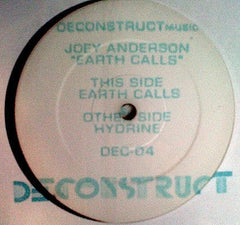 DECONSTRUCTMUSIC
JOEY ANDERSON
"EARTH CALLS"
THIS SIDE
EARTH CALLS
OTHER SIDE
HYDRINE
DEC-04
DECONSTRUCT